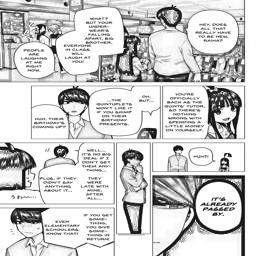 HEY, DOES
ALL THAT
REALLY HAVE
TO BE NEW,
RAIHA?
WHAT?
BUT YOUR
UNDER-
WEAR'S
FALLING
APART, BIG
BROTHER.
EVERYONE
IN CLASS
WILL
LAUGH AT
YOU!
PEOPLE
ARE
LAUGHING
AT ME
RIGHT
NOW.
YOU'RE
OFFICIALLY
BACK AS THE
QUINTS' TUTOR,
SO THERE'S
NOTHING
WRONG WITH
SPENDING A
LITTLE MONEY
ON YOURSELF.
OH,
BUT...
...THE
QUINTUPLETS
WON'T LIKE IT
IF YOU SKIMP
ON THEIR
BIRTHDAY
PRESENTS.
HUH, THEIR
BIRTHDAY'S
COMING UP?
HUH?!
WELL...
IT'S NO BIG
DEAL IF I
DON'T GET
THEM ANY-
THING...
THEY
WERE
LATE WITH
MINE,
AFTER
ALL...
PLUS, IF THEY
DIDN'T SAY
ANYTHING
ABOUT IT...
IT'S
ALREADY
PASSED
BY.
IF YOU GET
SOME-
THING,
YOU GIVE
SOME-
THING IN
RETURN!
EVEN
ELEMENTARY
SCHOOLERS
KNOW THAT!